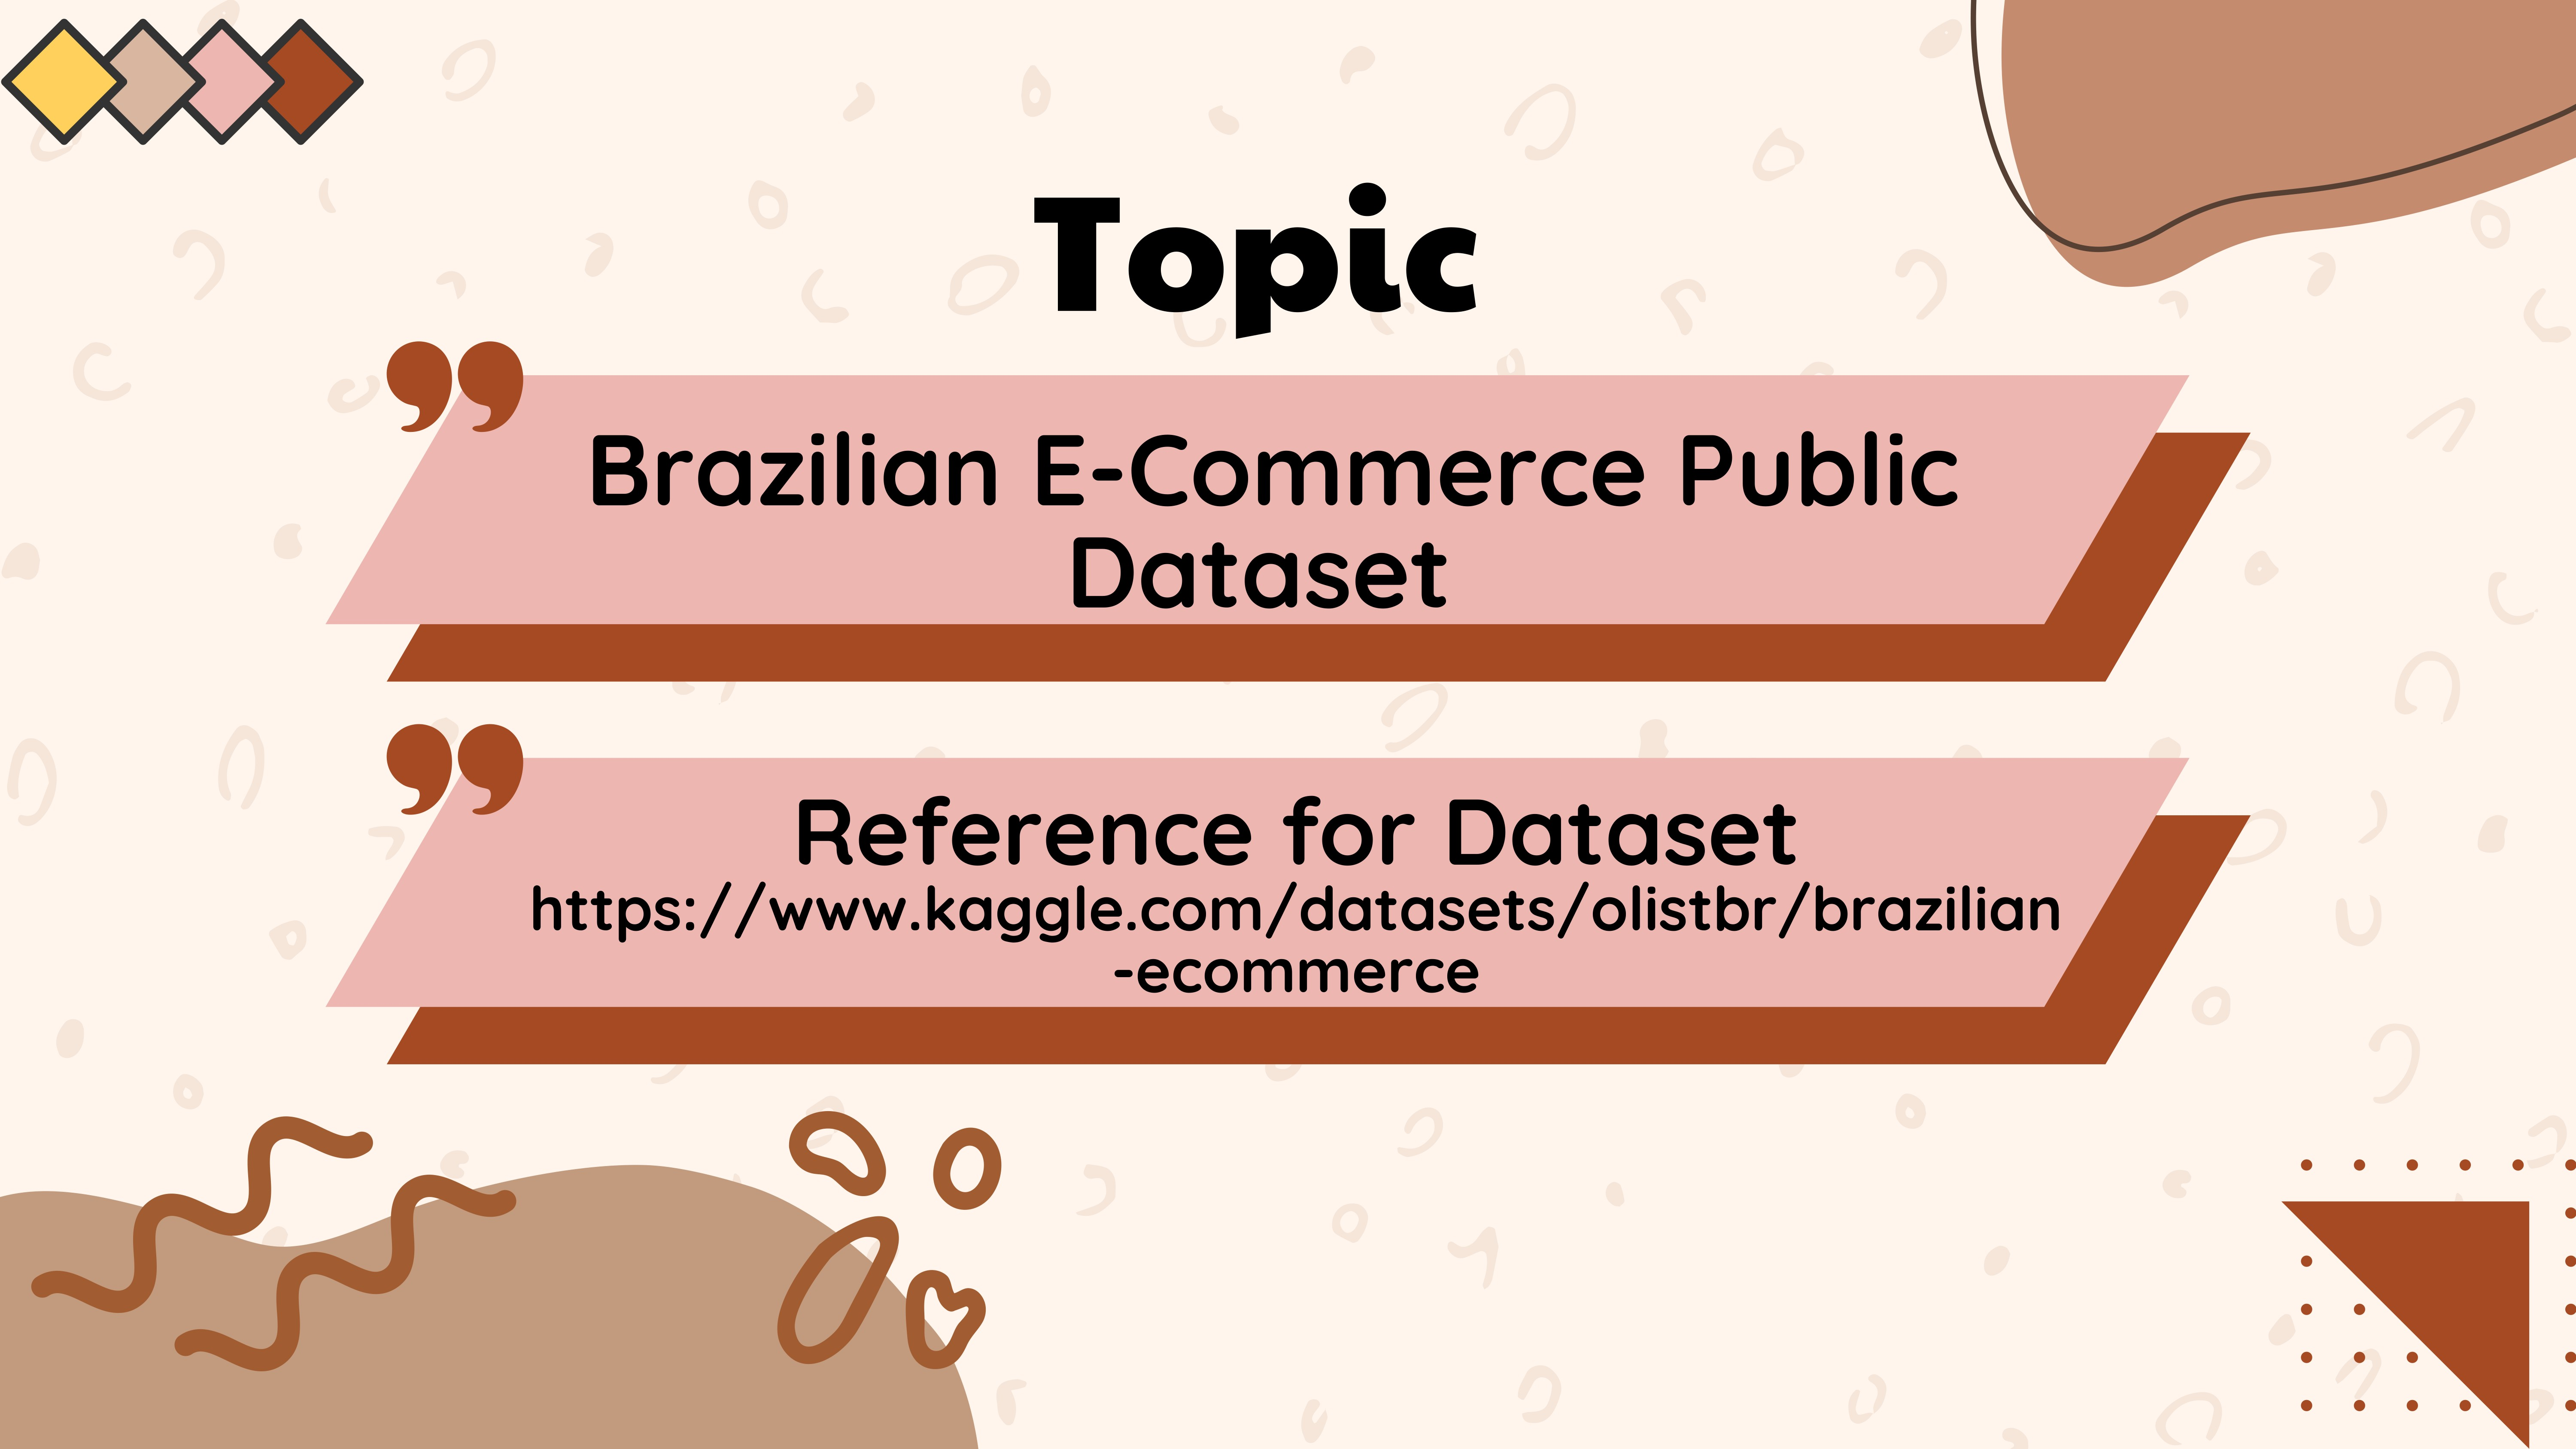 Topic
Brazilian E-Commerce Public
Dataset
Reference for Dataset
https://www.kaggle.com/datasets/olistbr/brazilian
-ecommerce